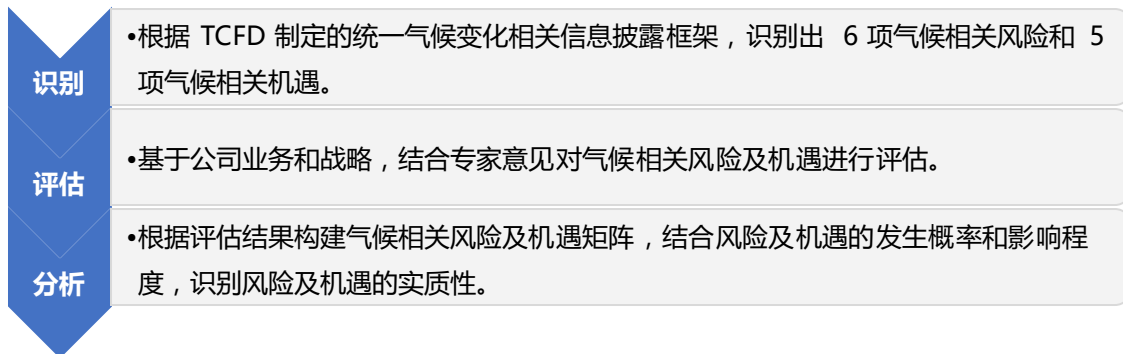 识别
•根据 TCFD 制定的统一气候变化相关信息披露框架，识别出 6 项气候相关风险和 5
项气候相关机遇。
评估
•基于公司业务和战略，结合专家意见对气候相关风险及机遇进行评估。
分析
•根据评估结果构建气候相关风险及机遇矩阵，结合风险及机遇的发生概率和影响程
度，识别风险及机遇的实质性。